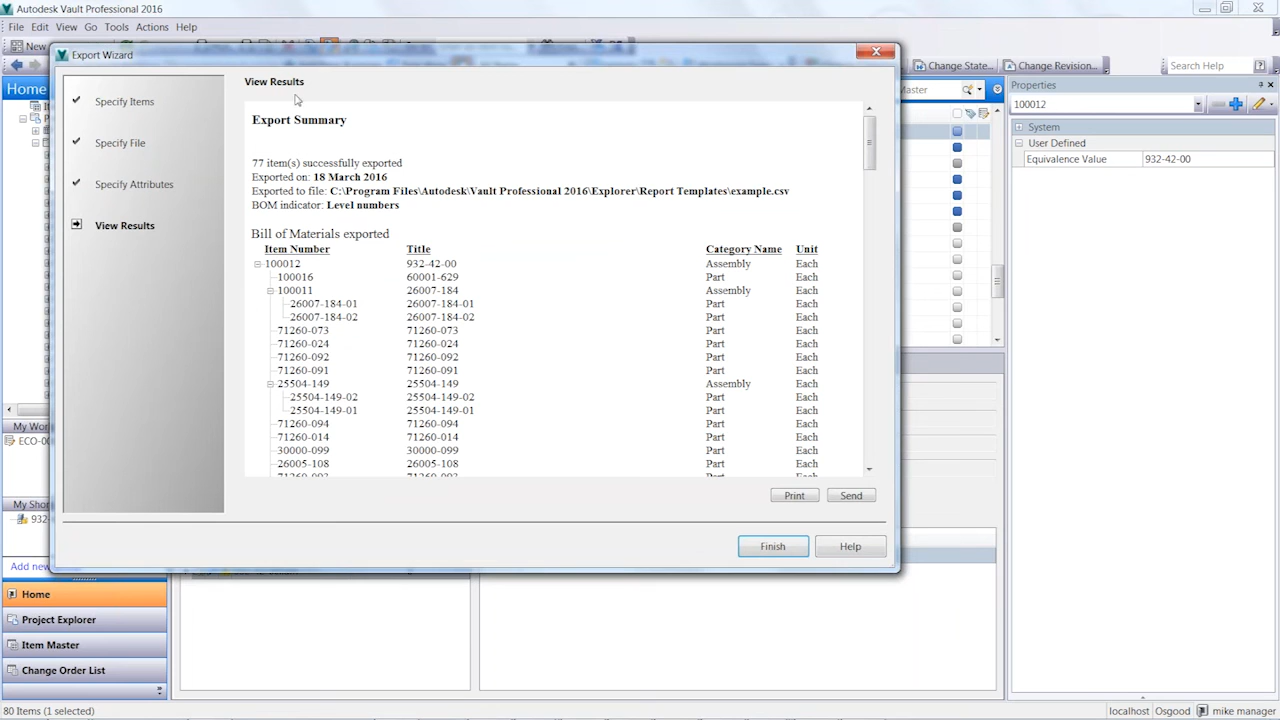 Autodesk Vault Professional 2016
File Edit View Go Tools Actions Help
New
Export Wizard
Change State...
Change Revision...
Search Help
Home
Specify Items
Specify File
Specify Attributes
View Results
View Results
Export Summary
77 item(s) successfully exported
Exported on: 18 March 2016
Exported to file: C:\Program Files\Autodesk\Vault Professional 2016\Explorer\Report Templates\example.csv
BOM indicator: Level numbers
Bill of Materials exported
Item Number Title Category Name Unit
100012 932-42-00 Assembly Each
100016 60001-629 Part Each
100011 26007-184 Assembly Each
26007-184-01 26007-184-01 Part Each
26007-184-02 26007-184-02 Part Each
71260-073 71260-073 Part Each
71260-024 71260-024 Part Each
71260-092 71260-092 Part Each
71260-091 71260-091 Part Each
25504-149 25504-149 Assembly Each
25504-149-02 25504-149-02 Part Each
25504-149-01 25504-149-01 Part Each
71260-094 71260-094 Part Each
71260-014 71260-014 Part Each
30000-099 30000-099 Part Each
26005-108 26005-108 Part Each
Print Send
Finish Help
Master
Properties
100012
System
User Defined
Equivalence Value 932-42-00
My Wor
ECO-00
My Sho
932-42
Add new
Home
Project Explorer
Item Master
Change Order List
80 Items (1 selected)
localhost Osgood mike manager